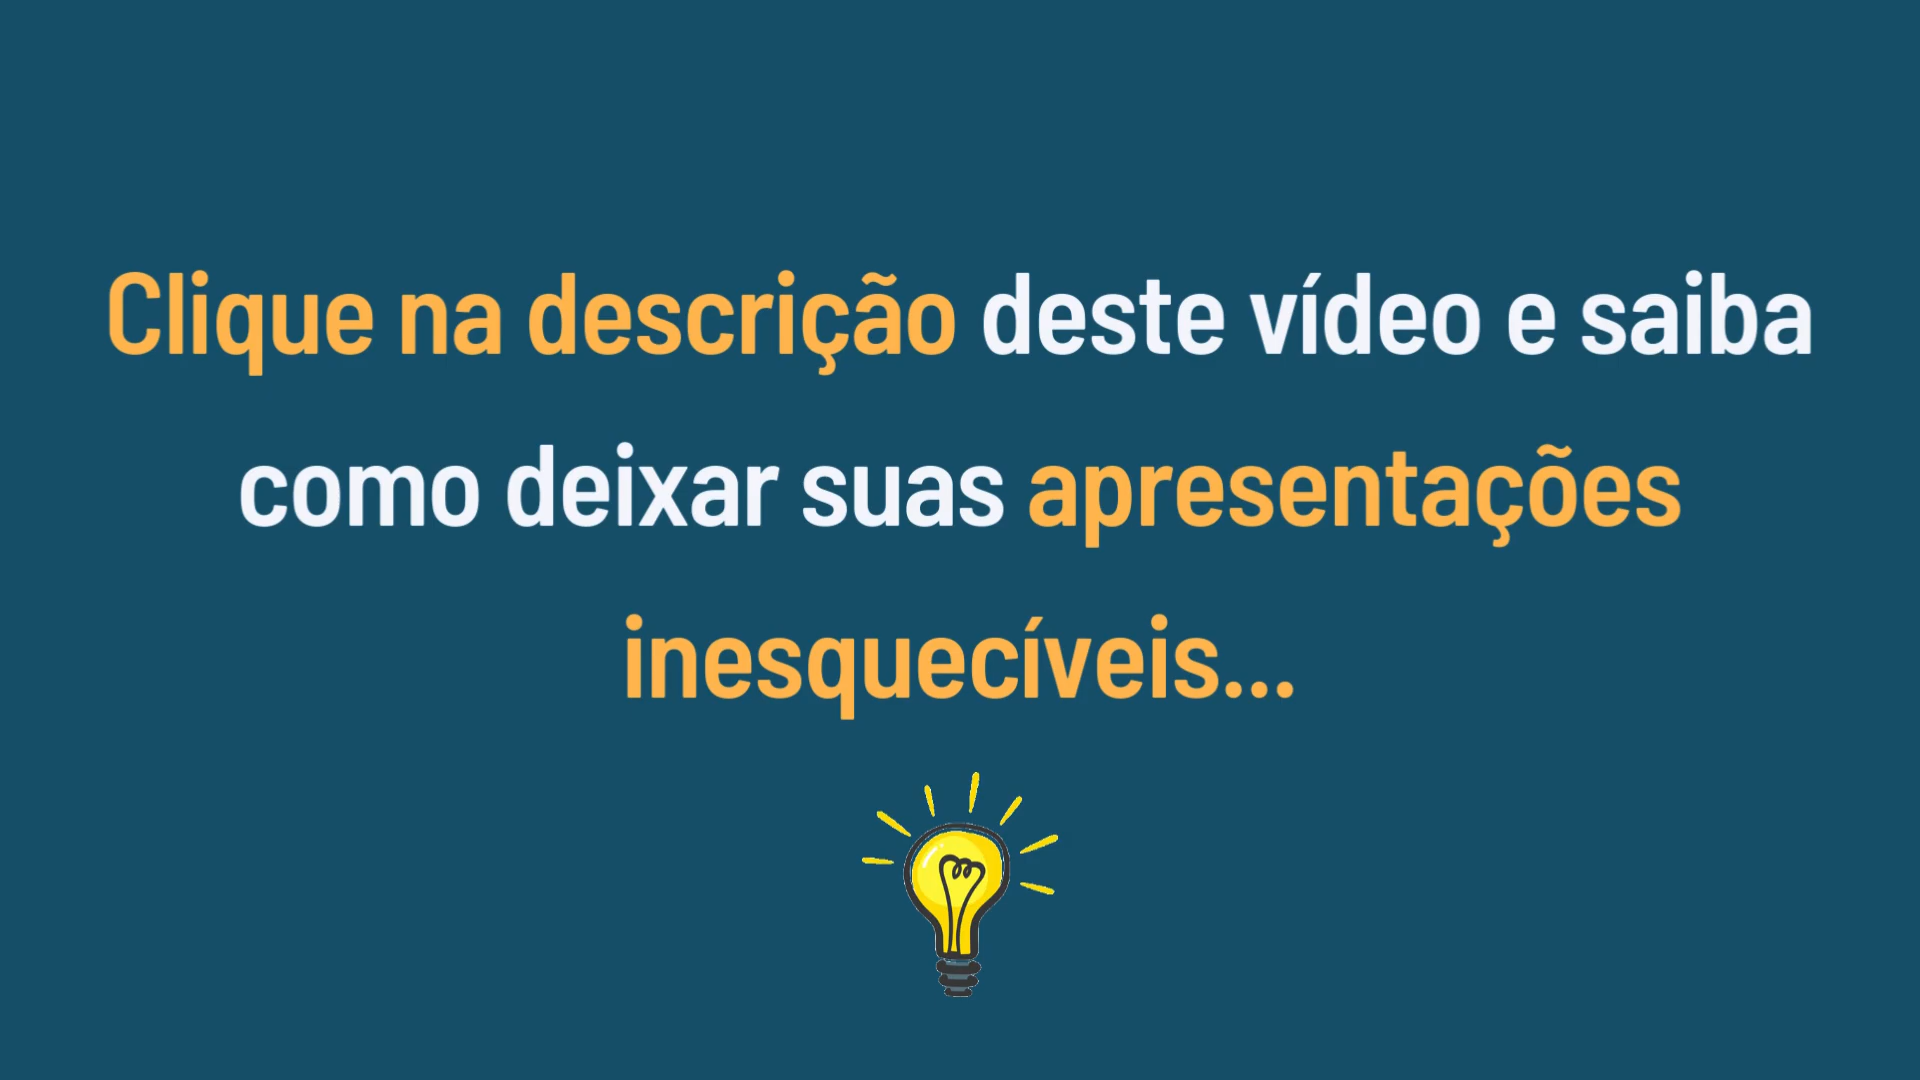 Clique na descrição deste vídeo e saiba
como deixar suas apresentações
inesquecíveis...